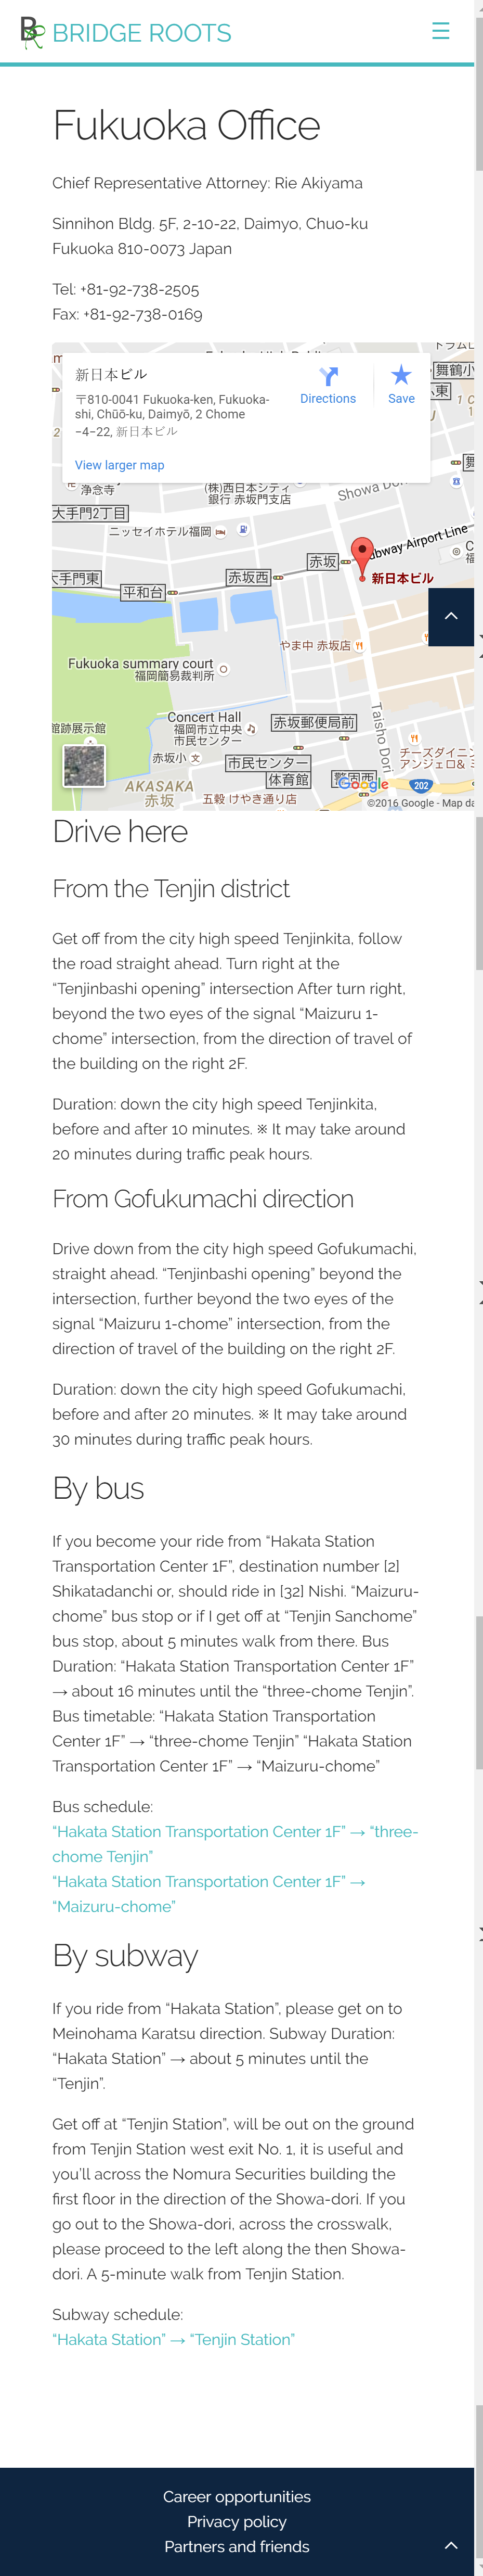 BR BRIDGE ROOTS
Fukuoka Office
Chief Representative Attorney: Rie Akiyama
Sinnihon Bldg. 5F, 2-10-22, Daimyo, Chuo-ku
Fukuoka 810-0073 Japan
Tel: +81-92-738-2505
Fax: +81-92-738-0169
新日本ビル
〒810-0041 Fukuoka-ken, Fukuoka-
shi, Chūō-ku, Daimyō, 2 Chome
−4−22, 新日本ビル
View larger map
Directions
Save
舞鶴小
浄念寺
(株)西日本シティ
銀行 赤坂門支店
大手門2丁目
ニッセイホテル福岡
赤坂
新日本ビル
大手門東
平和台
赤坂西
やま中 赤坂店
Fukuoka summary court
福岡簡易裁判所
Concert Hall
福岡市立中央
市民センター
赤坂郵便局前
Taisho Dori
館跡展示館
赤坂小
市民センター
体育館
チーズダイニン
アンジェロ&
AKASAKA
赤坂
五穀 けやき通り店
Google
202
©2016 Google - Map da
Drive here
From the Tenjin district
Get off from the city high speed Tenjinkita, follow
the road straight ahead. Turn right at the
“Tenjinbashi opening” intersection After turn right,
beyond the two eyes of the signal “Maizuru 1-
chome” intersection, from the direction of travel of
the building on the right 2F.
Duration: down the city high speed Tenjinkita,
before and after 10 minutes. ※ It may take around
20 minutes during traffic peak hours.
From Gofukumachi direction
Drive down from the city high speed Gofukumachi,
straight ahead. “Tenjinbashi opening” beyond the
intersection, further beyond the two eyes of the
signal “Maizuru 1-chome” intersection, from the
direction of travel of the building on the right 2F.
Duration: down the city high speed Gofukumachi,
before and after 20 minutes. ※ It may take around
30 minutes during traffic peak hours.
By bus
If you become your ride from “Hakata Station
Transportation Center 1F”, destination number [2]
Shikatadanchi or, should ride in [32] Nishi. “Maizuru-
chome” bus stop or if I get off at “Tenjin Sanchome”
bus stop, about 5 minutes walk from there. Bus
Duration: “Hakata Station Transportation Center 1F”
→ about 16 minutes until the “three-chome Tenjin”.
Bus timetable: “Hakata Station Transportation
Center 1F” → “three-chome Tenjin” “Hakata Station
Transportation Center 1F” → “Maizuru-chome”
Bus schedule:
“Hakata Station Transportation Center 1F” → “three-
chome Tenjin”
“Hakata Station Transportation Center 1F” →
“Maizuru-chome”
By subway
If you ride from “Hakata Station”, please get on to
Meinohama Karatsu direction. Subway Duration:
“Hakata Station” → about 5 minutes until the
“Tenjin”.
Get off at “Tenjin Station”, will be out on the ground
from Tenjin Station west exit No. 1, it is useful and
you’ll across the Nomura Securities building the
first floor in the direction of the Showa-dori. If you
go out to the Showa-dori, across the crosswalk,
please proceed to the left along the then Showa-
dori. A 5-minute walk from Tenjin Station.
Subway schedule:
“Hakata Station” → “Tenjin Station”
Career opportunities
Privacy policy
Partners and friends